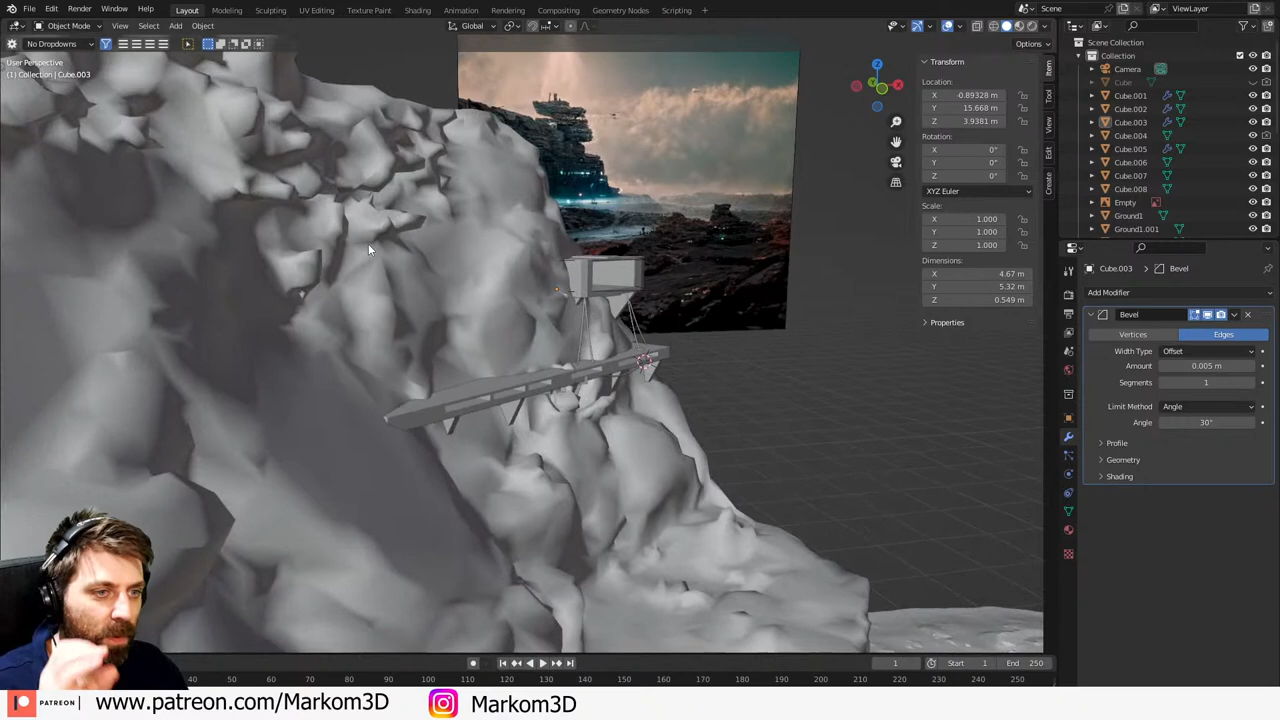 File Edit Render Window Help Layout Modeling Sculpting UV Editing Texture Paint Shading Animation Rendering Compositing Geometry Nodes Scripting Scene ViewLayer
Object Mode View Select Add Object Global
No Dropdowns Options
User Perspective
(1) Collection | Cube.003
Transform
Location:
X -0.89328 m
Y 15.668 m
Z 3.9381 m
Rotation:
X 0°
Y 0°
Z 0°
XYZ Euler
Scale:
X 1.000
Y 1.000
Z 1.000
Dimensions:
X 4.67 m
Y 5.32 m
Z 0.549 m
Properties
Item
Tool
View
Edit
Create
Scene Collection
Collection
Camera
Cube
Cube.001
Cube.002
Cube.003
Cube.004
Cube.005
Cube.006
Cube.007
Cube.008
Empty
Ground1
Ground1.001
Cube.003 Bevel
Add Modifier
Bevel
Vertices Edges
Width Type Offset
Amount 0.005 m
Segments 1
Limit Method Angle
Angle 30°
Profile
Geometry
Shading
1 Start 1 End 250
40 50 60 70 80 90 100 110 120 130 140 150 160 170 180 190 200 210 220 230 240 250
PATREON www.patreon.com/Markom3D Markom3D